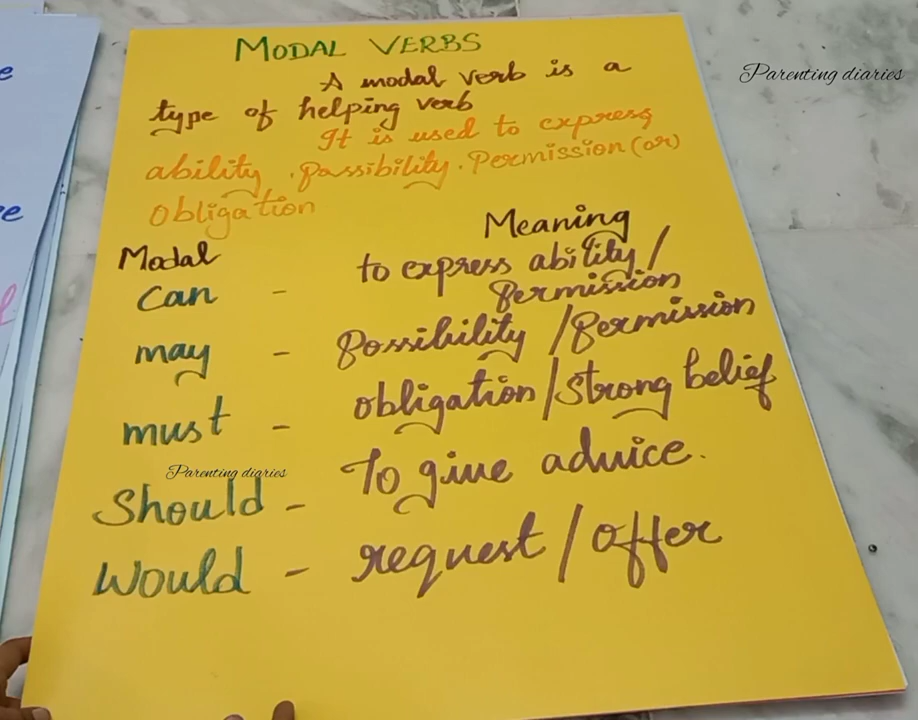 MODAL VERBS
A modal verb is a
type of helping verb
It is used to express
ability, possibility. Permission (or)
Obligation
Modal Meaning
Can - to express ability/
Permission
may - Possibility / Permission
must - obligation/Strong belief
Should - To give advice.
Would - request / offer
Parenting diaries
Parenting diaries